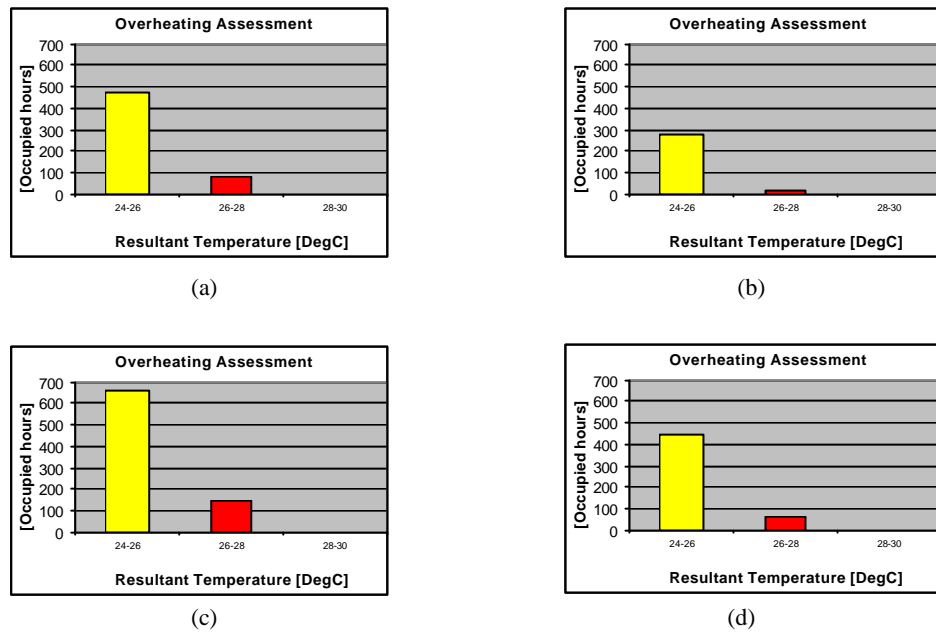 Overheating Assessment
[Occupied hours]
700
600
500
400
300
200
100
0
24-26 26-28 28-30
Resultant Temperature [DegC]
(a)
Overheating Assessment
[Occupied hours]
700
600
500
400
300
200
100
0
24-26 26-28 28-30
Resultant Temperature [DegC]
(b)
Overheating Assessment
[Occupied hours]
700
600
500
400
300
200
100
0
24-26 26-28 28-30
Resultant Temperature [DegC]
(c)
Overheating Assessment
[Occupied hours]
700
600
500
400
300
200
100
0
24-26 26-28 28-30
Resultant Temperature [DegC]
(d)